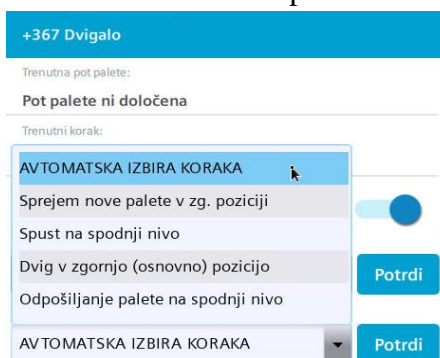 +367 Dvigalo
Trenutna pot palete:
Pot palete ni določena
Trenutni korak:
AVTOMATSKA IZBIRA KORAKA
Sprejem nove palete v zg. poziciji
Spust na spodnji nivo
Dvig v zgornjo (osnovno) pozicijo
Potrdi
Odpošiljanje palete na spodnji nivo
AVTOMATSKA IZBIRA KORAKA
Potrdi